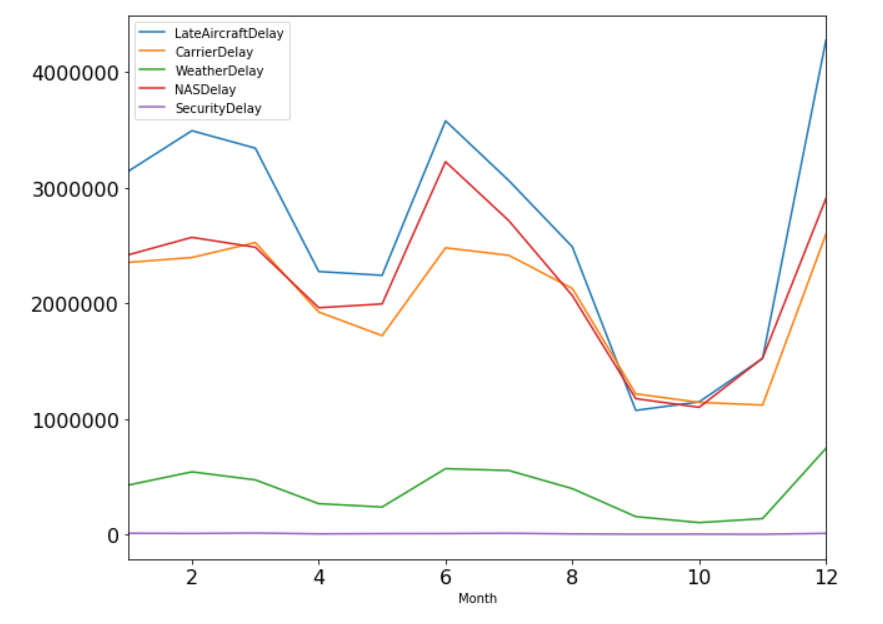 LateAircraftDelay
CarrierDelay
WeatherDelay
NASDelay
SecurityDelay
4000000
3000000
2000000
1000000
0
2 4 6 8 10 12
Month